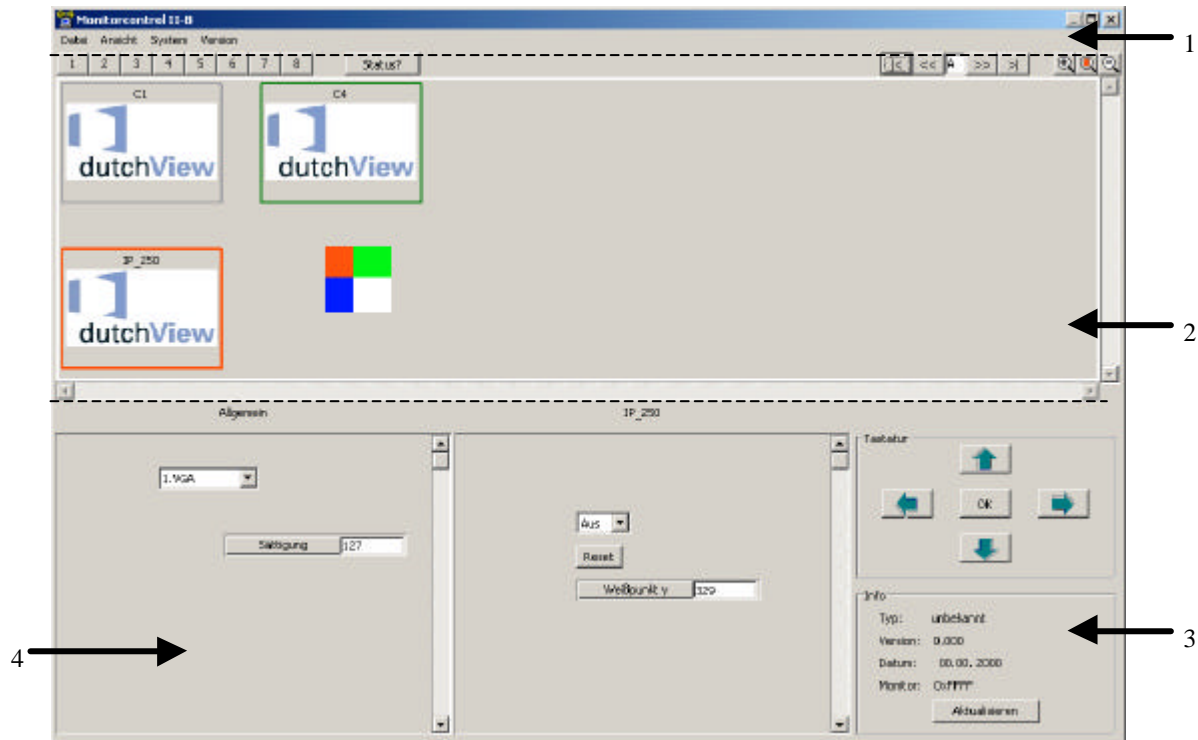 Monitorcontrol II-B
Datei Ansicht System Version
1
1 2 3 4 5 6 7 8 Status? |< << A >> >|
C1 C4
dutchView dutchView
IP_250
dutchView
2
Allgemein IP_250
Tastatur
1.VGA
Ok
Aus
Sättigung 127
Reset
Weißpunkt y 329
Info
Typ: unbekannt
3
Version: 0.000
4
Datum: 00.00.2000
Monitor: 0xFFFF
Aktualisieren